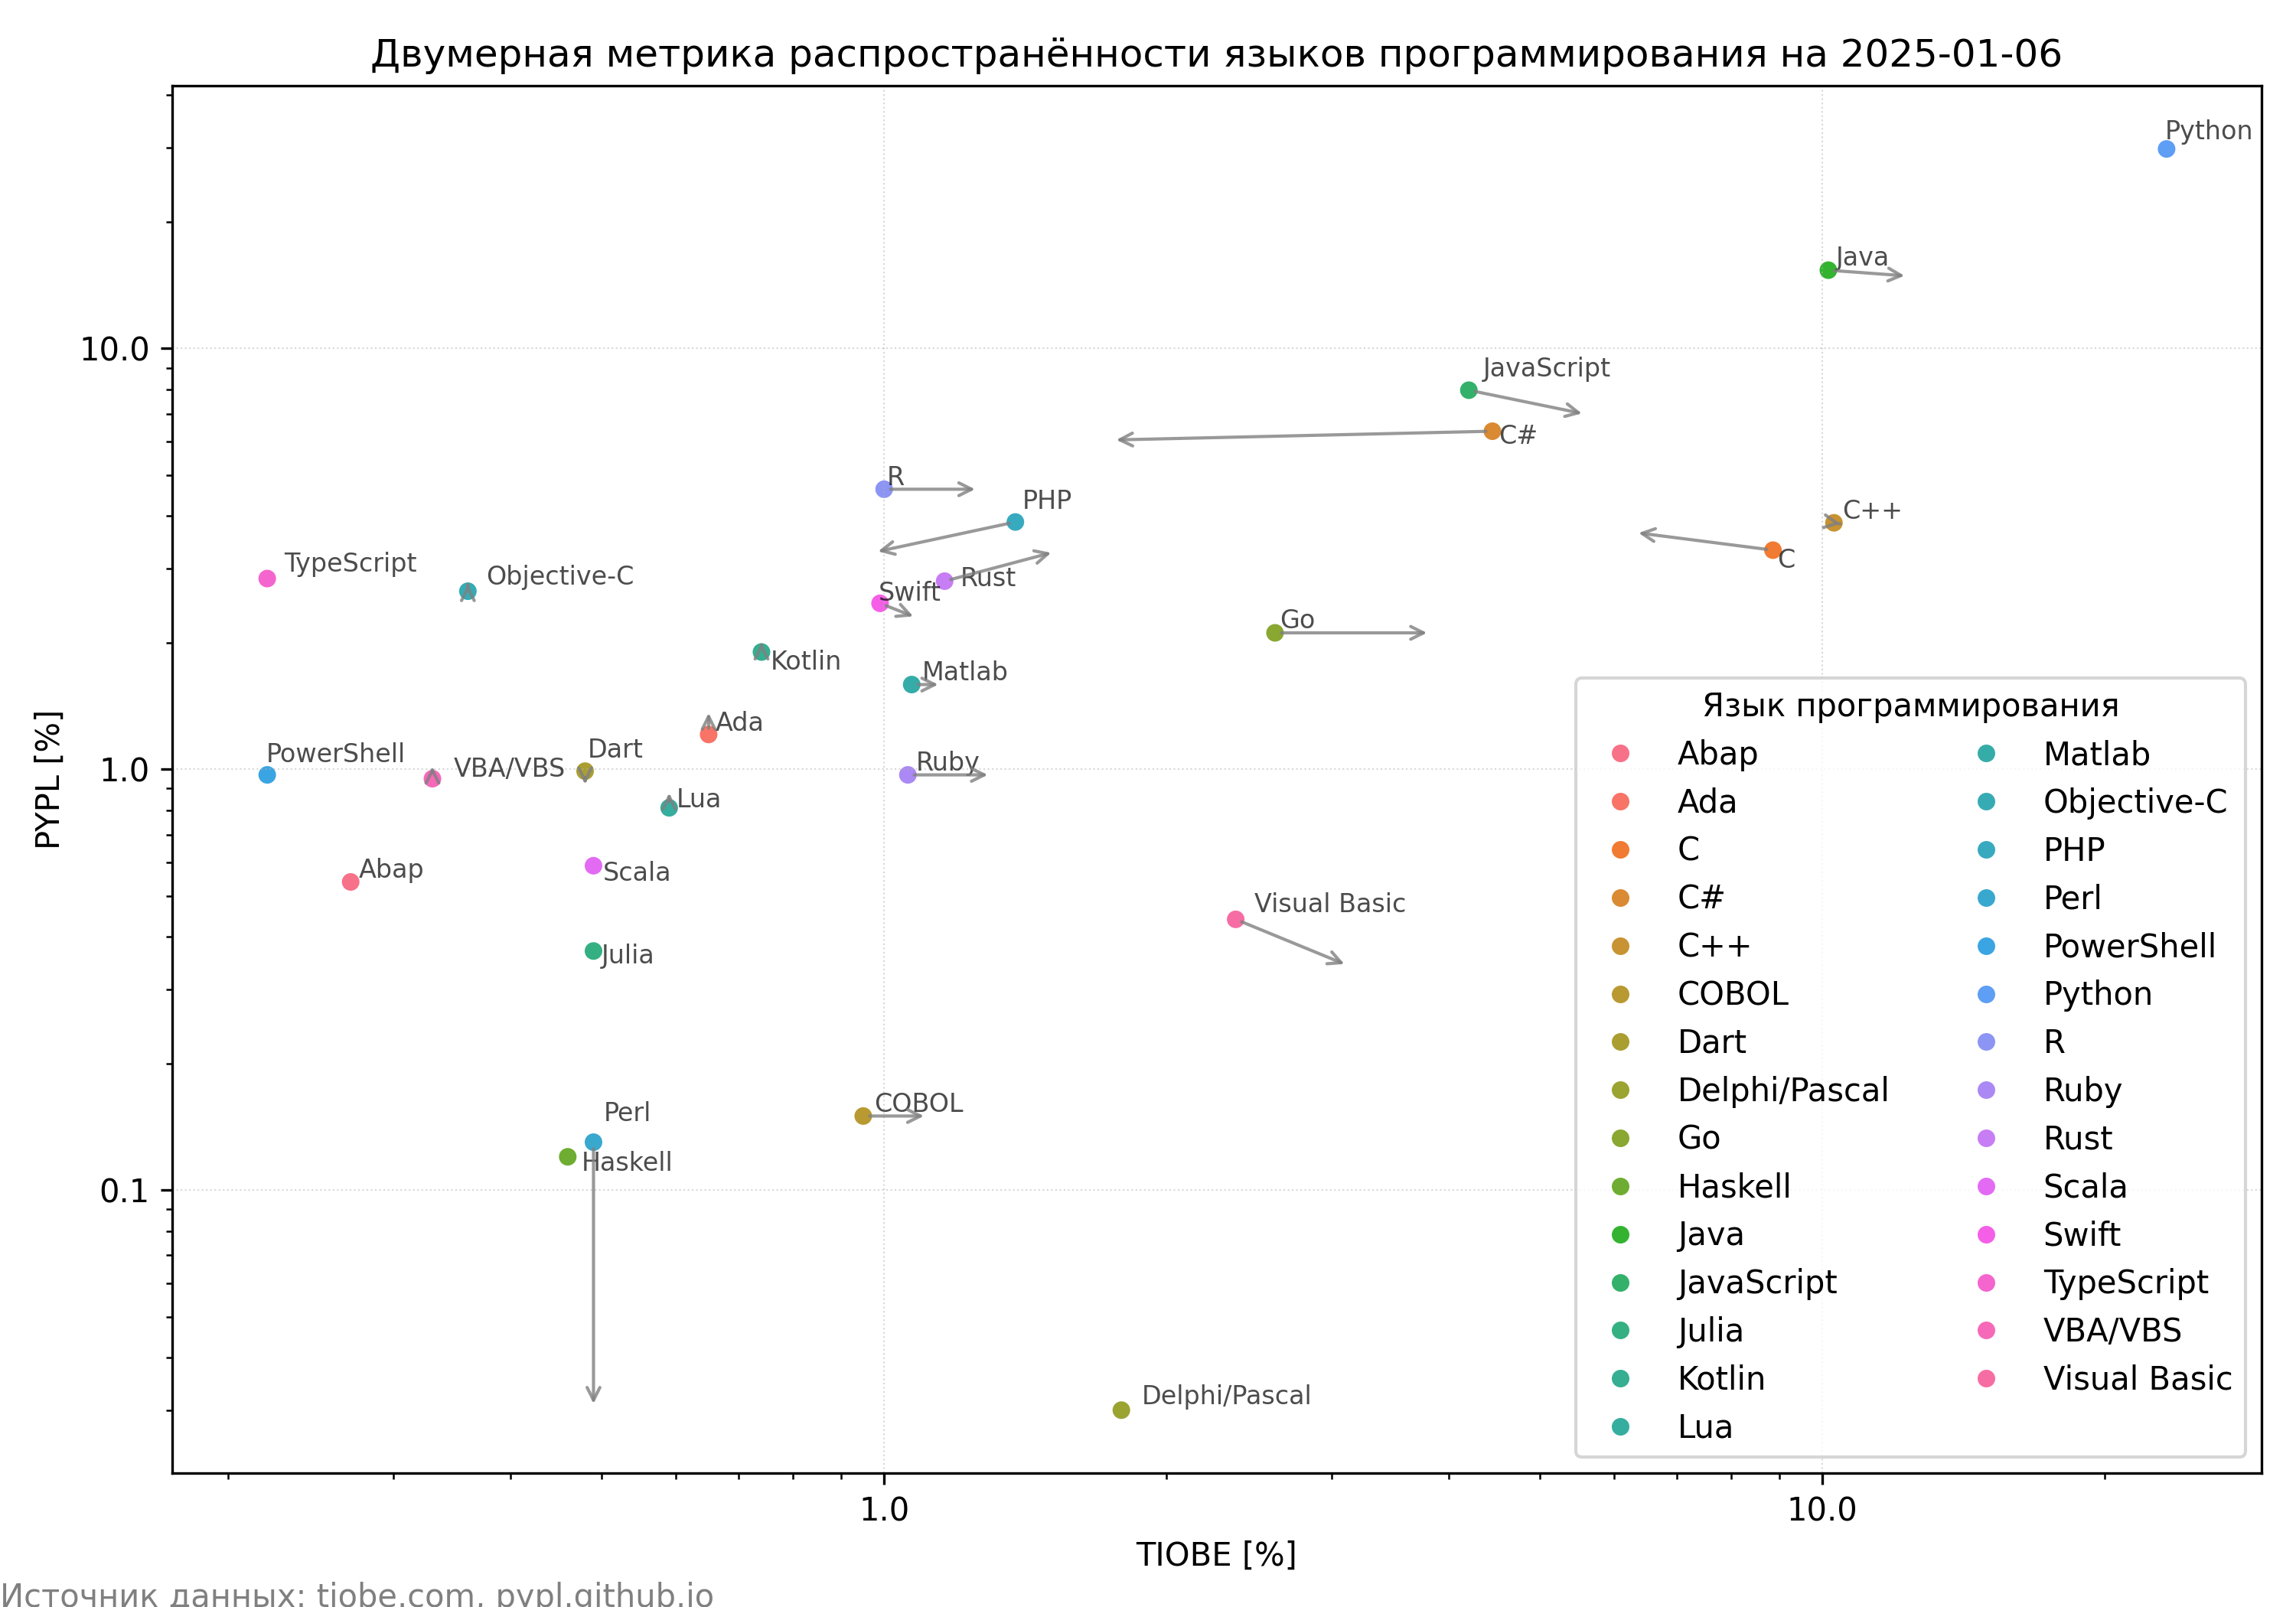 Двумерная метрика распространённости языков программирования на 2025-01-06
Python
Java
10.0
JavaScript
C#
R
PHP
C++
C
TypeScript
Objective-C
Rust
Swift
Go
Kotlin
Matlab
Ada
PowerShell
VBA/VBS
Dart
Ruby
1.0
Lua
Abap
Scala
Visual Basic
Julia
Perl
COBOL
Haskell
0.1
Delphi/Pascal
PYPL [%]
Язык программирования
Abap
Ada
C
C#
C++
COBOL
Dart
Delphi/Pascal
Go
Haskell
Java
JavaScript
Julia
Kotlin
Lua
Matlab
Objective-C
PHP
Perl
PowerShell
Python
R
Ruby
Rust
Scala
Swift
TypeScript
VBA/VBS
Visual Basic
1.0
10.0
TIOBE [%]
Источник данных: tiobe.com, pypl.github.io